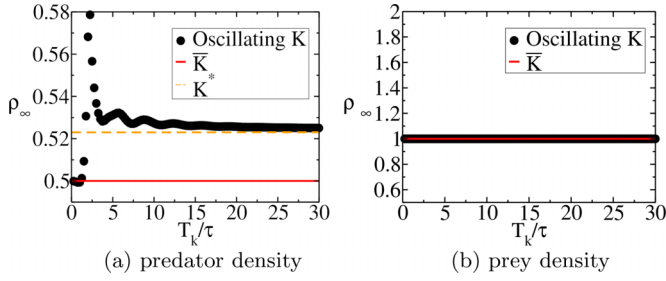 0.58
0.56
0.54
0.52
0.5
ρ∞
Oscillating K
K̅
K*
0 5 10 15 20 25 30
T_k/τ
(a) predator density
2
1.8
1.6
1.4
1.2
1
0.8
0.6
ρ∞
Oscillating K
K̅
0 5 10 15 20 25 30
T_k/τ
(b) prey density